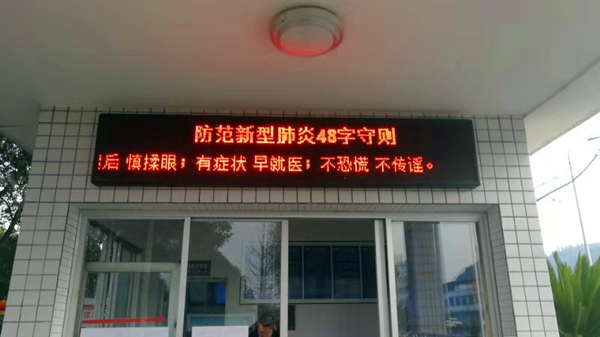 防范新型肺炎48字守则
后 慎揉眼；有症状 早就医；不恐慌 不传谣。